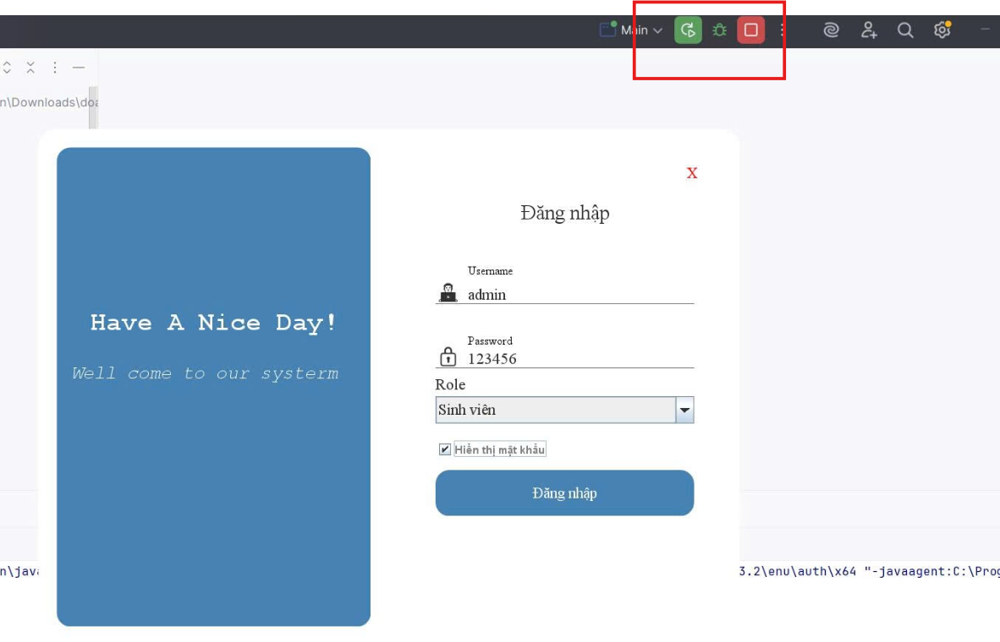 Main
n\Downloads\doa
X
Đăng nhập
Username
admin
Have A Nice Day!
Password
123456
Well come to our systerm
Role
Sinh viên
Hiển thị mật khẩu
Đăng nhập
n\java
3.2\enu\auth\x64 "-javaagent:C:\Prog